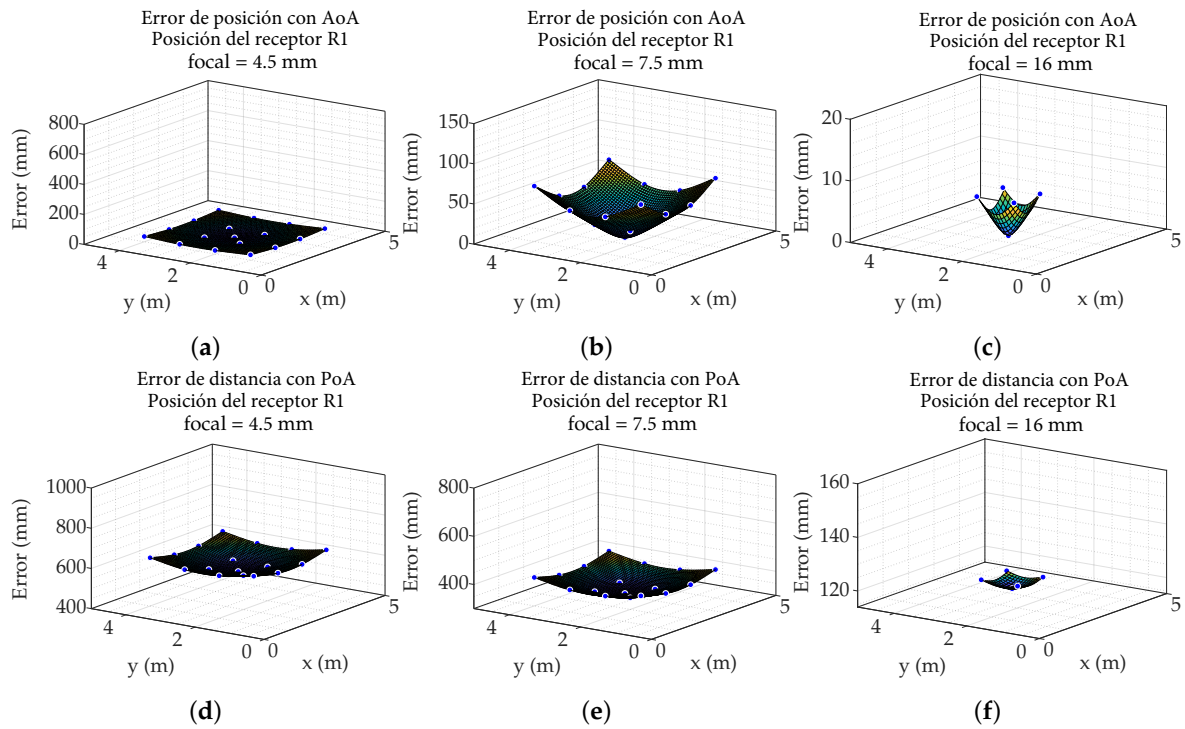 Error de posición con AoA
Posición del receptor R1
focal = 4.5 mm
800
600
400
200
0
Error (mm)
4
2
0
0
5
y (m)
x (m)
(a)
Error de posición con AoA
Posición del receptor R1
focal = 7.5 mm
150
100
50
0
Error (mm)
4
2
0
0
5
y (m)
x (m)
(b)
Error de posición con AoA
Posición del receptor R1
focal = 16 mm
20
10
0
Error (mm)
4
2
0
0
5
y (m)
x (m)
(c)
Error de distancia con PoA
Posición del receptor R1
focal = 4.5 mm
1000
800
600
400
Error (mm)
4
2
0
0
5
y (m)
x (m)
(d)
Error de distancia con PoA
Posición del receptor R1
focal = 7.5 mm
800
600
400
Error (mm)
4
2
0
0
5
y (m)
x (m)
(e)
Error de distancia con PoA
Posición del receptor R1
focal = 16 mm
160
140
120
Error (mm)
4
2
0
0
5
y (m)
x (m)
(f)